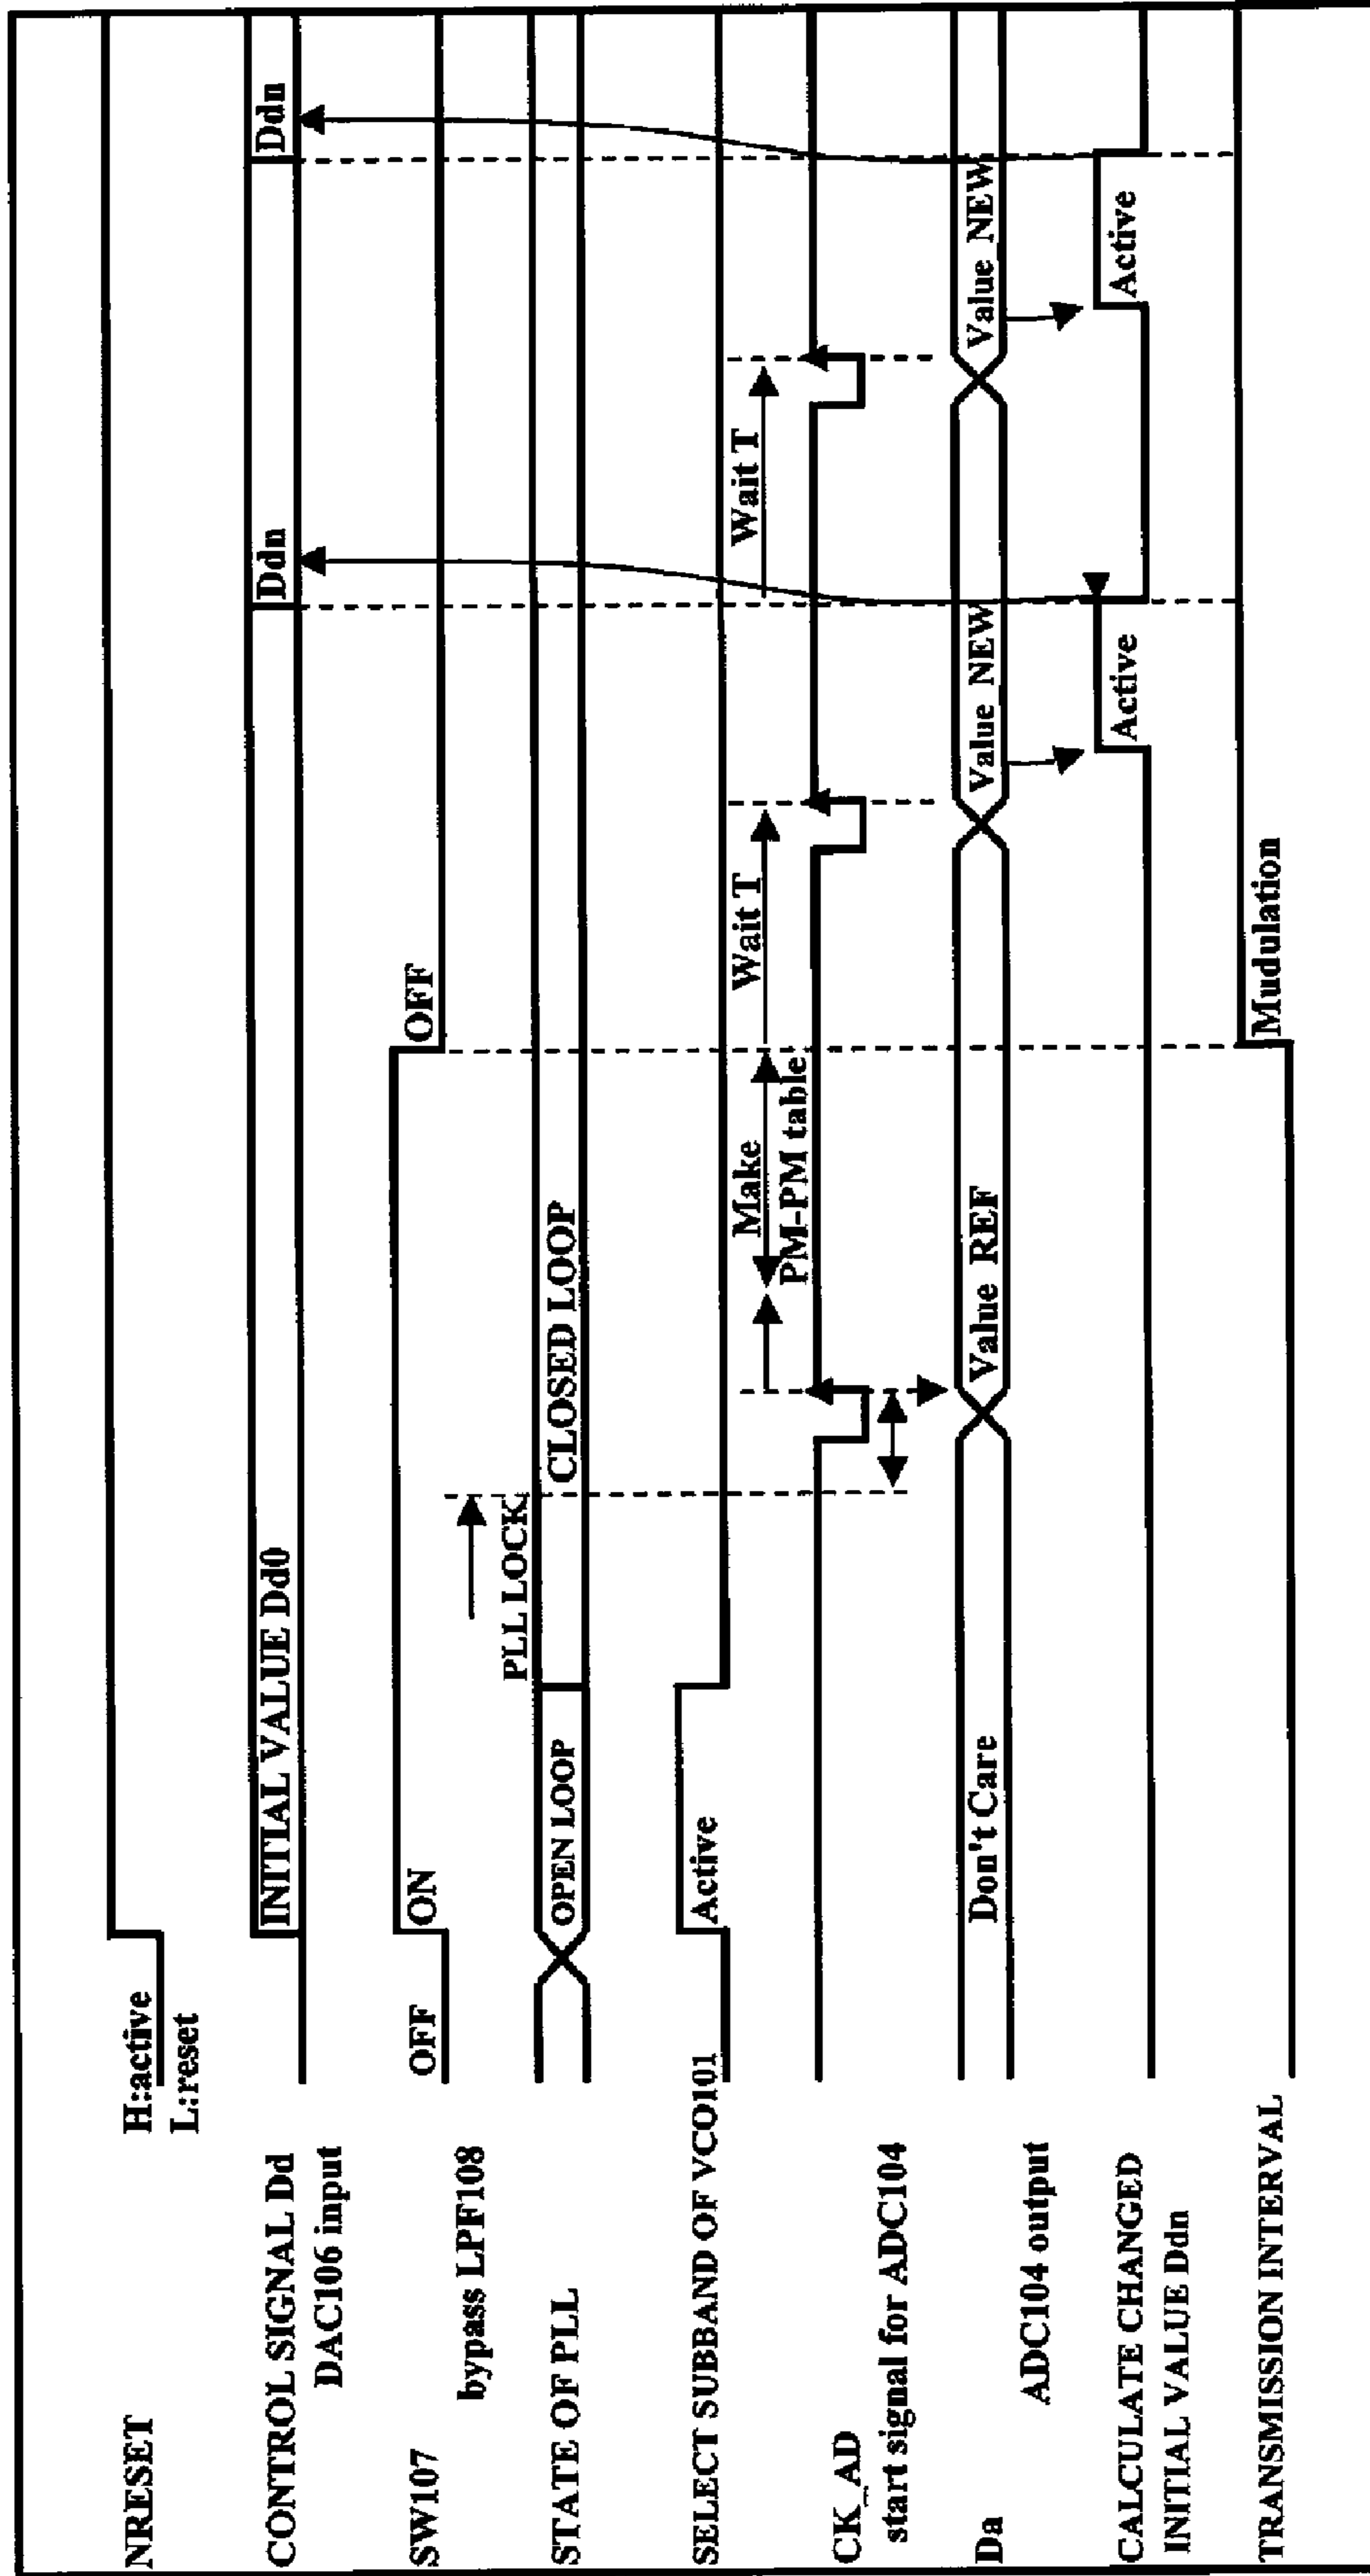 NRESET
H:active
L:reset
CONTROL SIGNAL Dd
DAC106 input
INITIAL VALUE Dd0
Ddn
Ddn
SW107
bypass LPF108
OFF
ON
OFF
STATE OF PLL
OPEN LOOP
PLL LOCK
CLOSED LOOP
SELECT SUBBAND OF VCO101
Active
CK_AD
start signal for ADC104
Make
PM-PM table
Wait T
Wait T
Da
ADC104 output
Don't Care
Value REF
Value NEW
Value NEW
CALCULATE CHANGED
INITIAL VALUE Ddn
Active
Active
TRANSMISSION INTERVAL
Mudulation